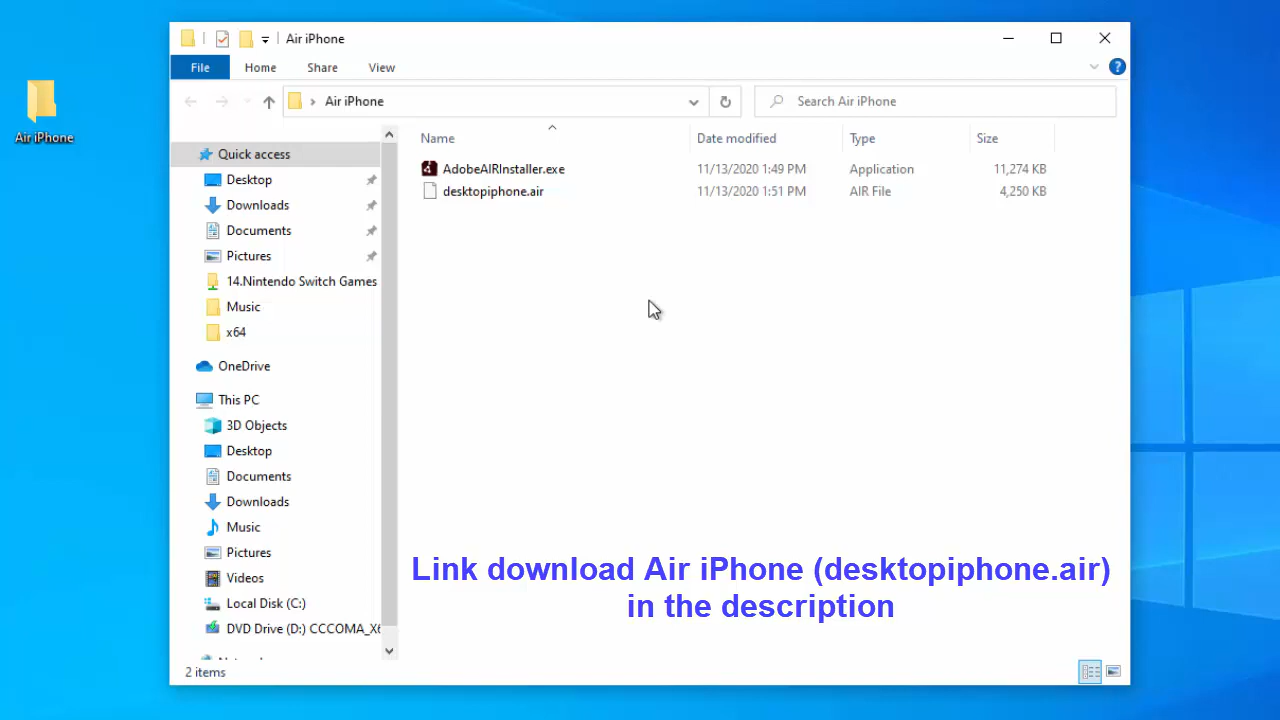 Air iPhone
File
Home
Share
View
Air iPhone
Search Air iPhone
Air iPhone
Name
Date modified
Type
Size
AdobeAIRInstaller.exe
11/13/2020 1:49 PM
Application
11,274 KB
desktopiphone.air
11/13/2020 1:51 PM
AIR File
4,250 KB
Quick access
Desktop
Downloads
Documents
Pictures
14.Nintendo Switch Games
Music
x64
OneDrive
This PC
3D Objects
Desktop
Documents
Downloads
Music
Pictures
Videos
Local Disk (C:)
DVD Drive (D:) CCCOMA_X6
Link download Air iPhone (desktopiphone.air)
in the description
2 items